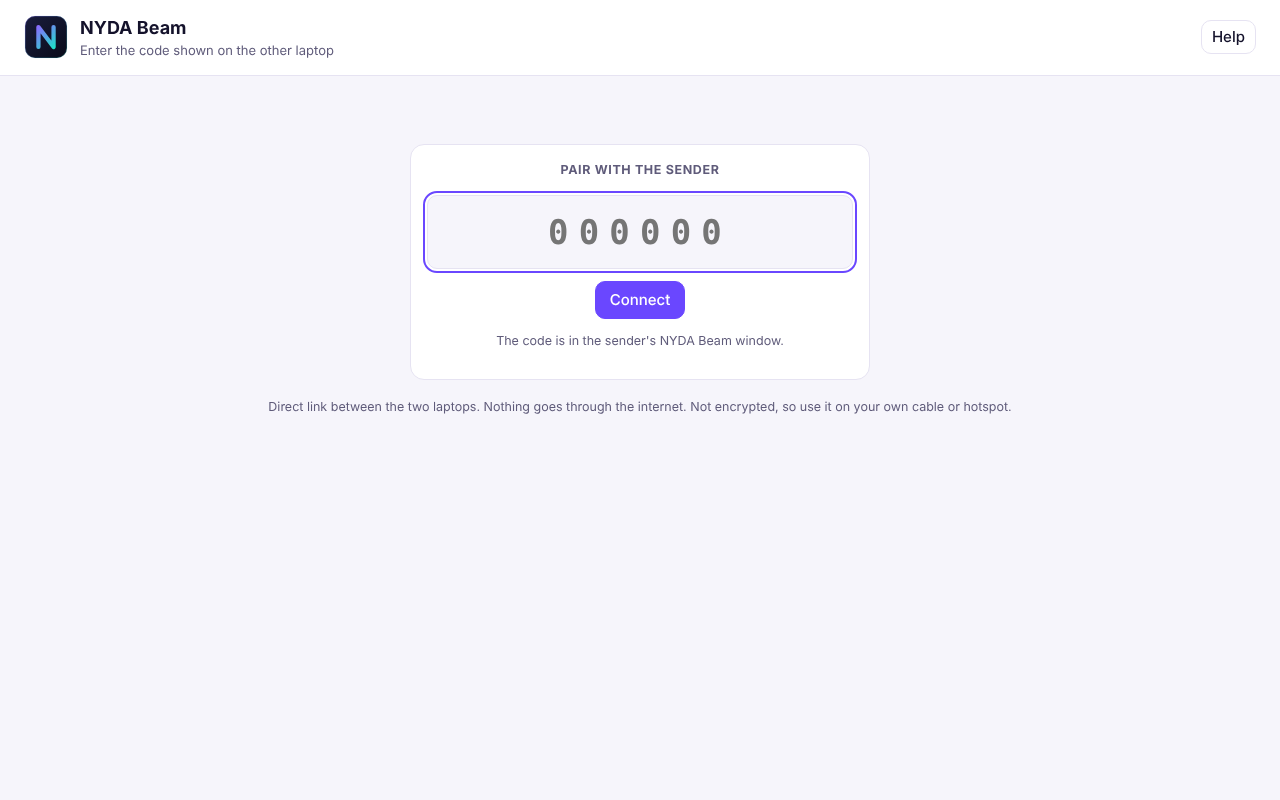 N
NYDA Beam
Enter the code shown on the other laptop
Help
PAIR WITH THE SENDER
000000
Connect
The code is in the sender's NYDA Beam window.
Direct link between the two laptops. Nothing goes through the internet. Not encrypted, so use it on your own cable or hotspot.